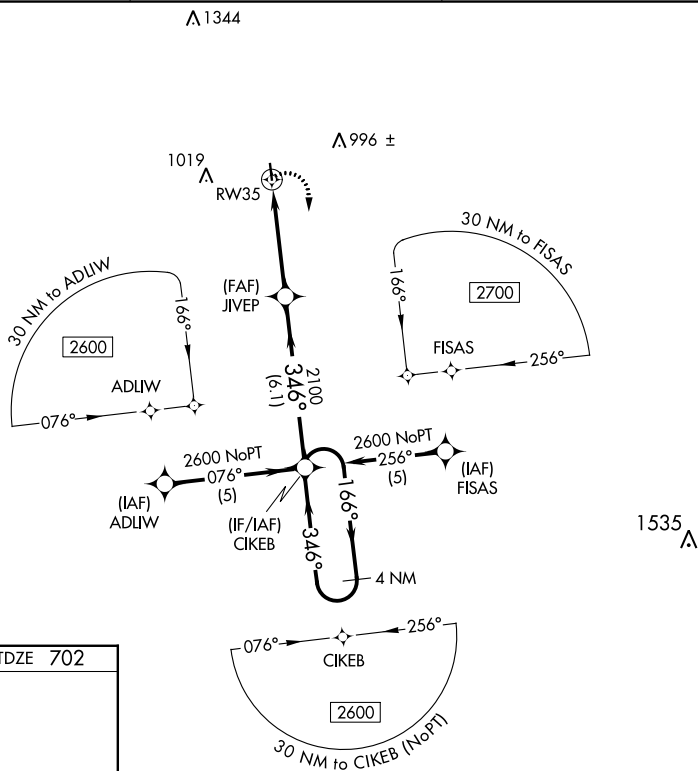 1344
996 ±
1019
RW35
30 NM to FISAS
166°
2700
FISAS
256°
(FAF)
JIVEP
30 NM to ADLIW
166°
2600
ADLIW
076°
2100
346°
(6.1)
2600 NoPT
076°
(5)
(IAF)
ADLIW
2600 NoPT
256°
(5)
(IAF)
FISAS
(IF/IAF)
CIKEB
166°
346°
4 NM
1535
TDZE 702
076°
256°
CIKEB
2600
30 NM to CIKEB (NoPT)